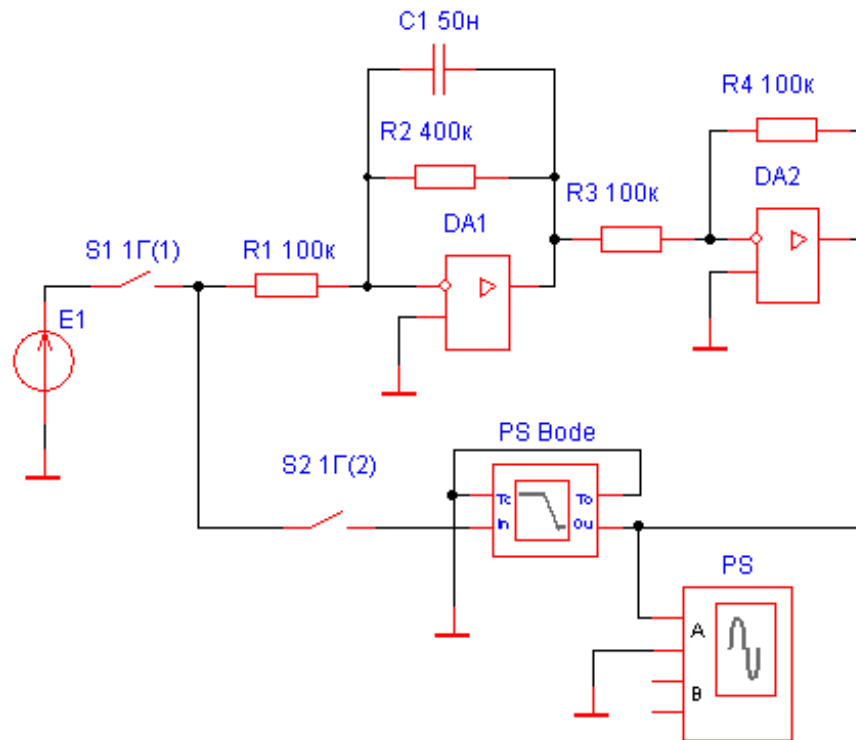 C1 50н
R4 100к
R2 400к
R3 100к
DA2
DA1
S1 1Г(1)
R1 100к
E1
PS Bode
S2 1Г(2)
Tc
To
In
Ou
PS
A
B